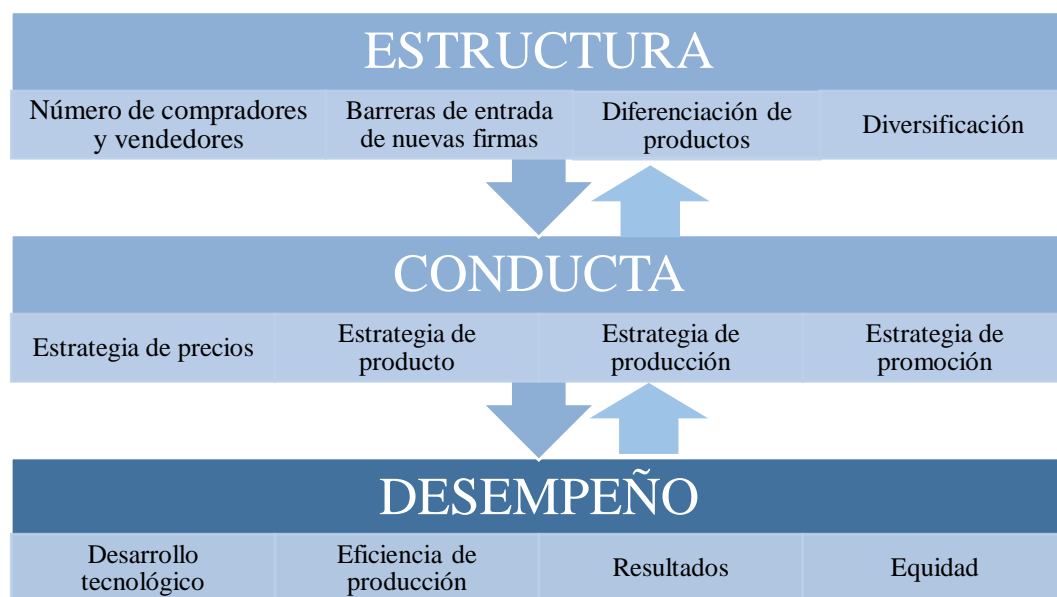 ESTRUCTURA
Número de compradores
y vendedores
Barreras de entrada
de nuevas firmas
Diferenciación de
productos
Diversificación
CONDUCTA
Estrategia de precios
Estrategia de
producto
Estrategia de
producción
Estrategia de
promoción
DESEMPEÑO
Desarrollo
tecnológico
Eficiencia de
producción
Resultados
Equidad